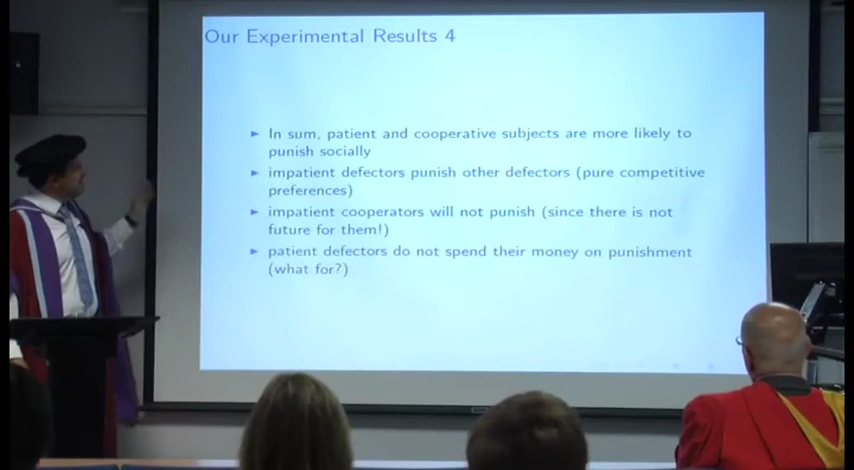 Our Experimental Results 4
► In sum, patient and cooperative subjects are more likely to
punish socially
► impatient defectors punish other defectors (pure competitive
preferences)
► impatient cooperators will not punish (since there is not
future for them!)
► patient defectors do not spend their money on punishment
(what for?)